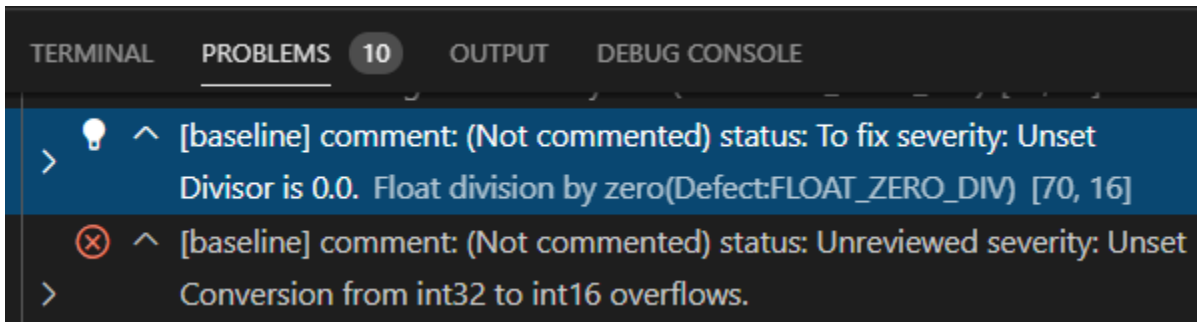 TERMINAL PROBLEMS 10 OUTPUT DEBUG CONSOLE
[baseline] comment: (Not commented) status: To fix severity: Unset
Divisor is 0.0. Float division by zero(Defect:FLOAT_ZERO_DIV) [70, 16]
[baseline] comment: (Not commented) status: Unreviewed severity: Unset
Conversion from int32 to int16 overflows.